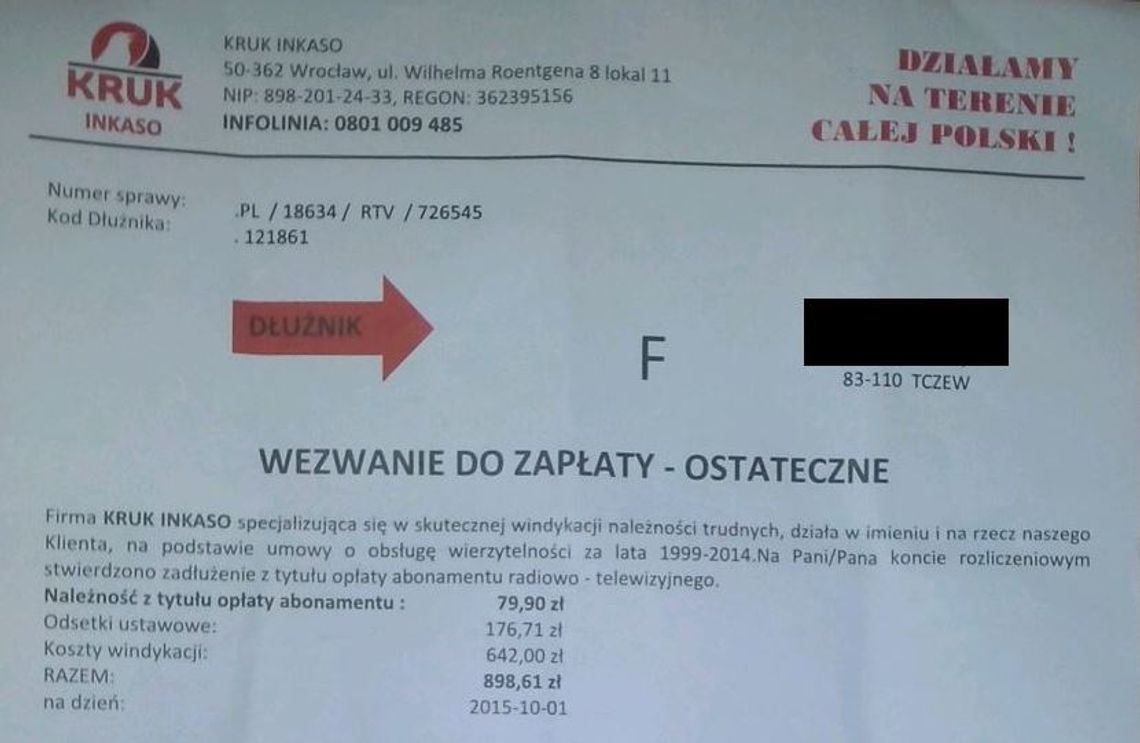 KRUK
INKASO
KRUK INKASO
50-362 Wrocław, ul. Wilhelma Roentgena 8 lokal 11
NIP: 898-201-24-33, REGON: 362395156
INFOLINIA: 0801 009 485
DZIAŁAMY
NA TERENIE
CAŁEJ POLSKI !
Numer sprawy: .PL / 18634 / RTV / 726545
Kod Dłużnika: . 121861
DŁUŻNIK
F
83-110 TCZEW
WEZWANIE DO ZAPŁATY - OSTATECZNE
Firma KRUK INKASO specjalizująca się w skutecznej windykacji należności trudnych, działa w imieniu i na rzecz naszego
Klienta, na podstawie umowy o obsługę wierzytelności za lata 1999-2014.Na Pani/Pana koncie rozliczeniowym
stwierdzono zadłużenie z tytułu opłaty abonamentu radiowo - telewizyjnego.
Należność z tytułu opłaty abonamentu : 79,90 zł
Odsetki ustawowe: 176,71 zł
Koszty windykacji: 642,00 zł
RAZEM: 898,61 zł
na dzień: 2015-10-01